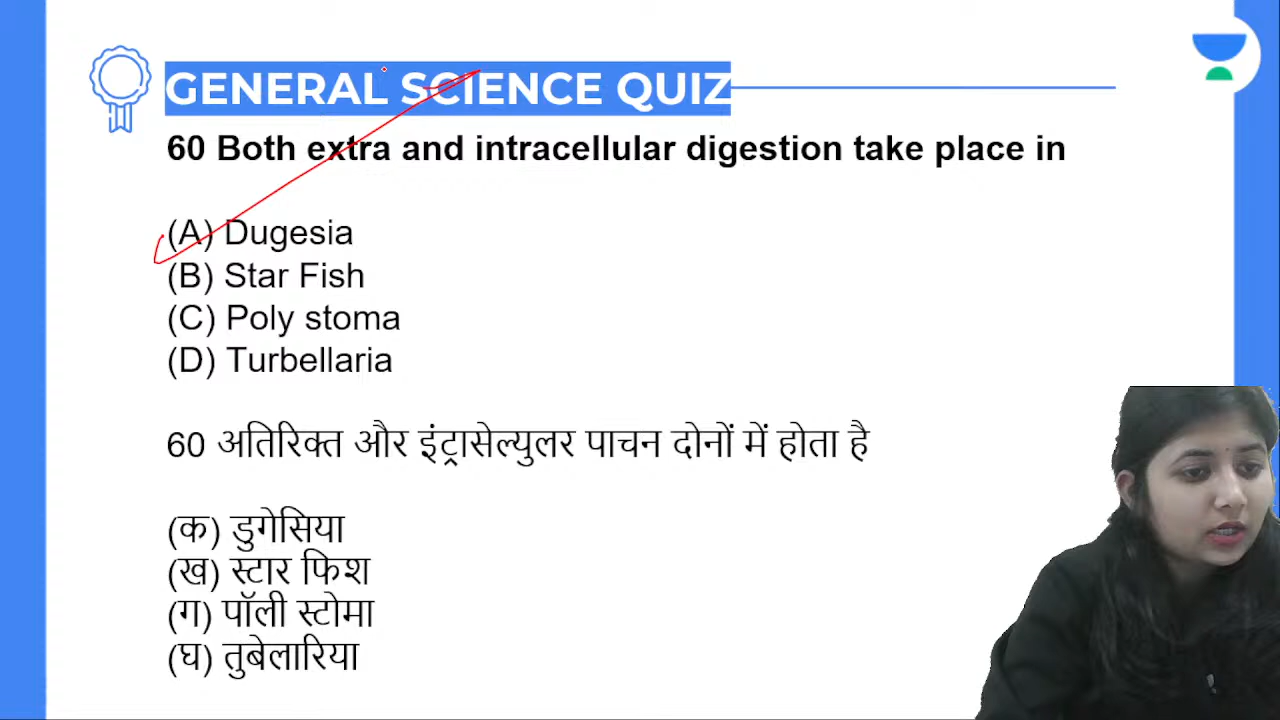 GENERAL SCIENCE QUIZ
60 Both extra and intracellular digestion take place in
(A) Dugesia
(B) Star Fish
(C) Poly stoma
(D) Turbellaria
60 अतिरिक्त और इंट्रासेल्युलर पाचन दोनों में होता है
(क) डुगेसिया
(ख) स्टार फिश
(ग) पॉली स्टोमा
(घ) तुबेलारिया